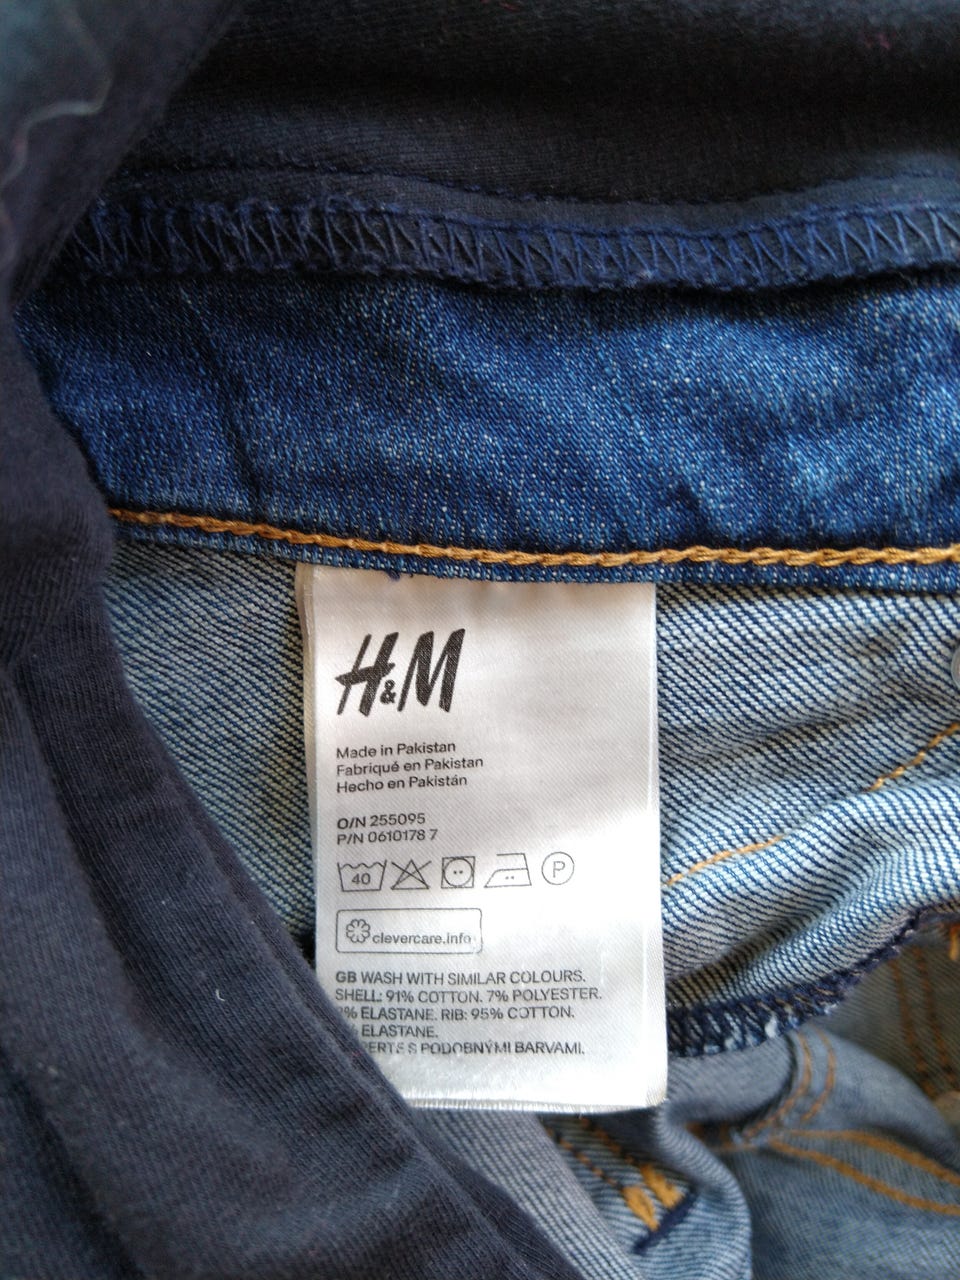 H&M
Made in Pakistan
Fabriqué en Pakistan
Hecho en Pakistán
O/N 255095
P/N 0610178 7
40 P
clevercare.info
GB WASH WITH SIMILAR COLOURS.
SHELL: 91% COTTON. 7% POLYESTER.
% ELASTANE. RIB: 95% COTTON.
ELASTANE.
S PODOBNÝMI BARVAMI.